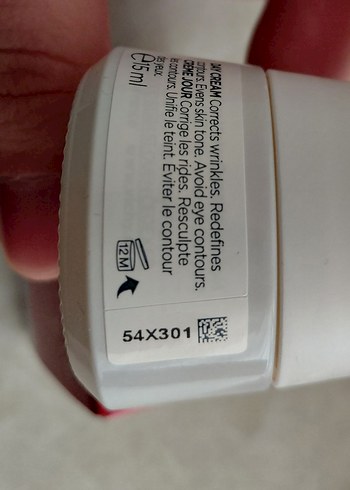 DAY CREAM Corrects wrinkles. Redefines
contours. Evens skin tone. Avoid eye contours.
CRÈME JOUR Corrige les rides. Resculpte
les contours. Unifie le teint. Éviter le contour
des yeux.
℮15 ml
12 M
54X301